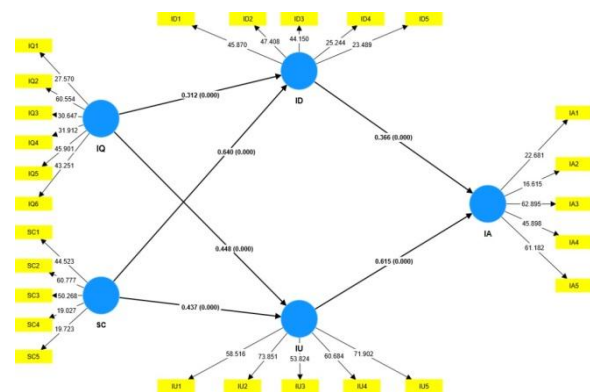 ID1
ID2
ID3
ID4
ID5
45.870
47.408
44.150
25.244
23.489
ID
IQ1
IQ2
IQ3
IQ4
IQ5
IQ6
27.570
60.554
30.647
31.912
45.901
43.251
IQ
0.312 (0.000)
0.640 (0.000)
0.366 (0.000)
0.448 (0.000)
0.437 (0.000)
0.615 (0.000)
IA1
IA2
IA3
IA4
IA5
22.681
16.615
62.895
45.898
61.182
IA
SC1
SC2
SC3
SC4
SC5
44.523
60.777
50.268
19.027
19.723
SC
IU
58.516
73.851
53.824
60.684
71.902
IU1
IU2
IU3
IU4
IU5